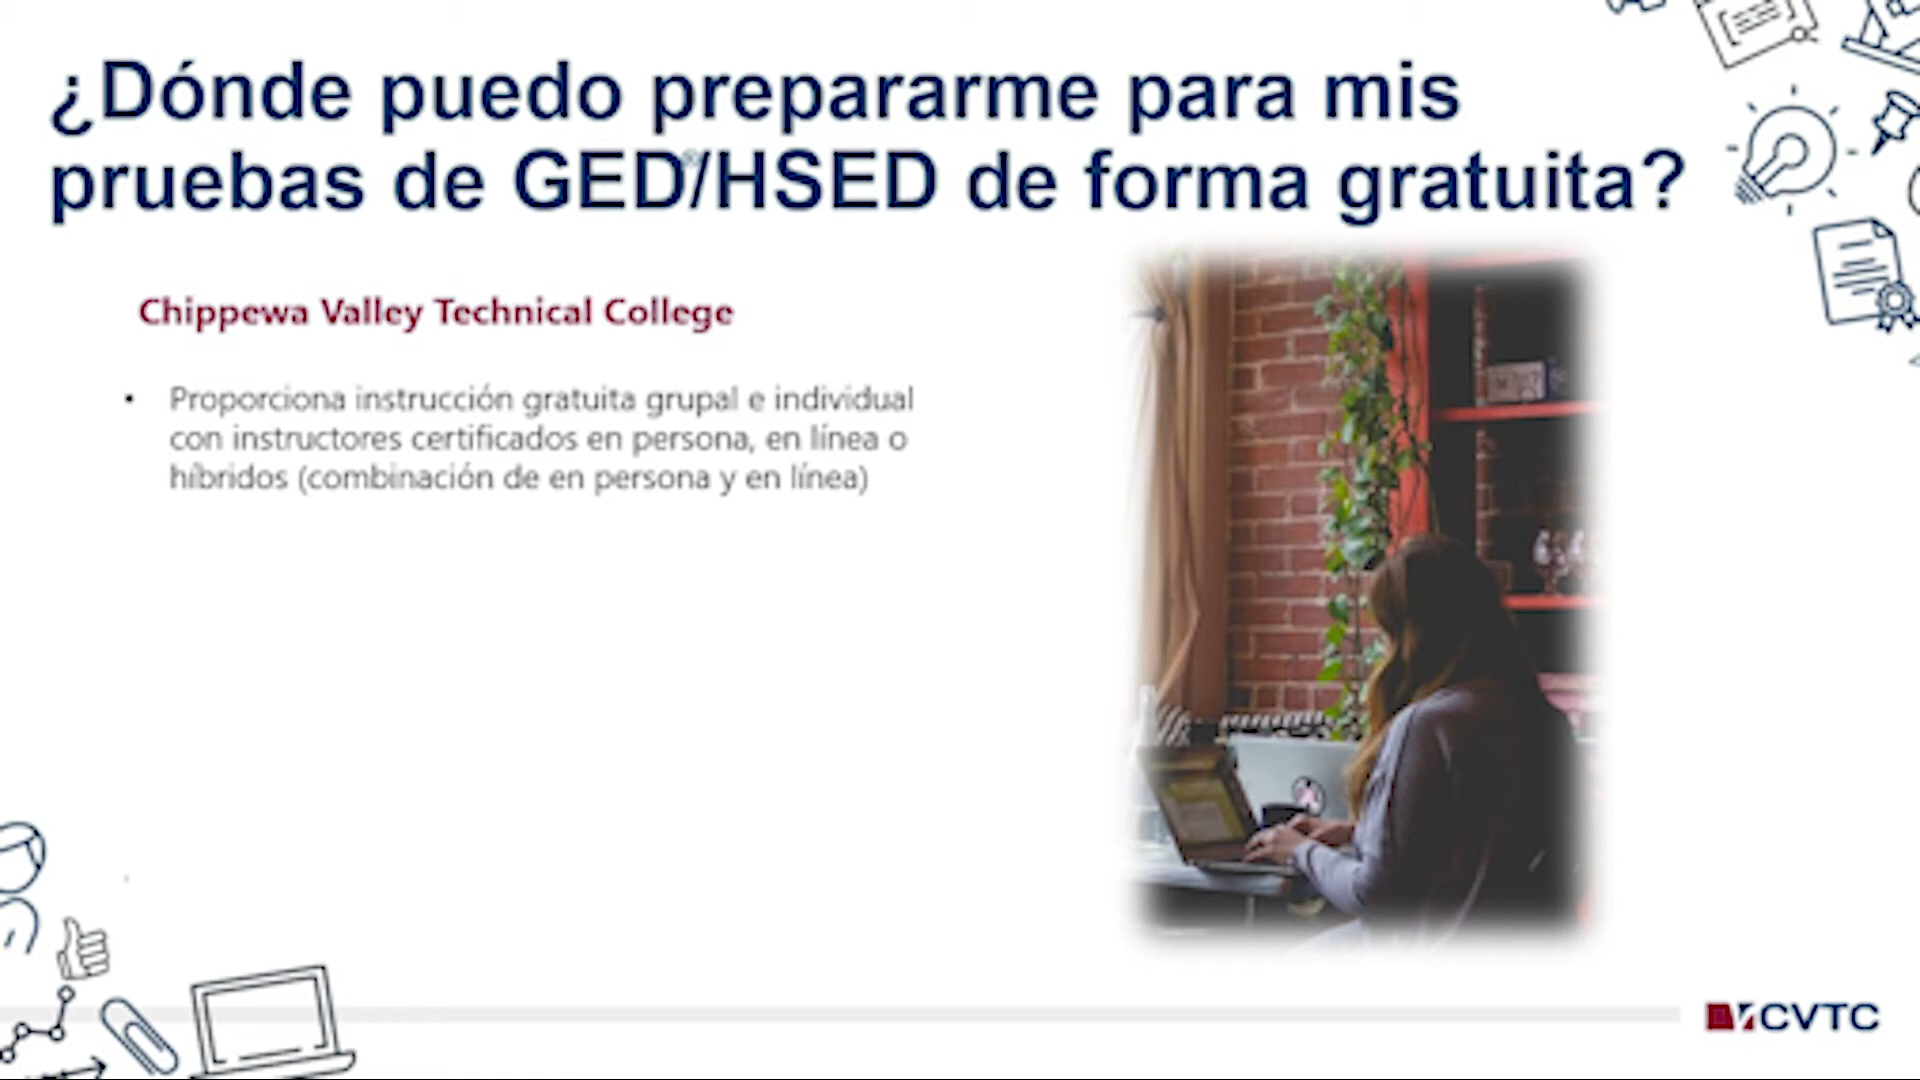 ¿Dónde puedo prepararme para mis
pruebas de GED®/HSED de forma gratuita?
Chippewa Valley Technical College
• Proporciona instrucción gratuita grupal e individual
con instructores certificados en persona, en línea o
híbridos (combinación de en persona y en línea)
CVTC